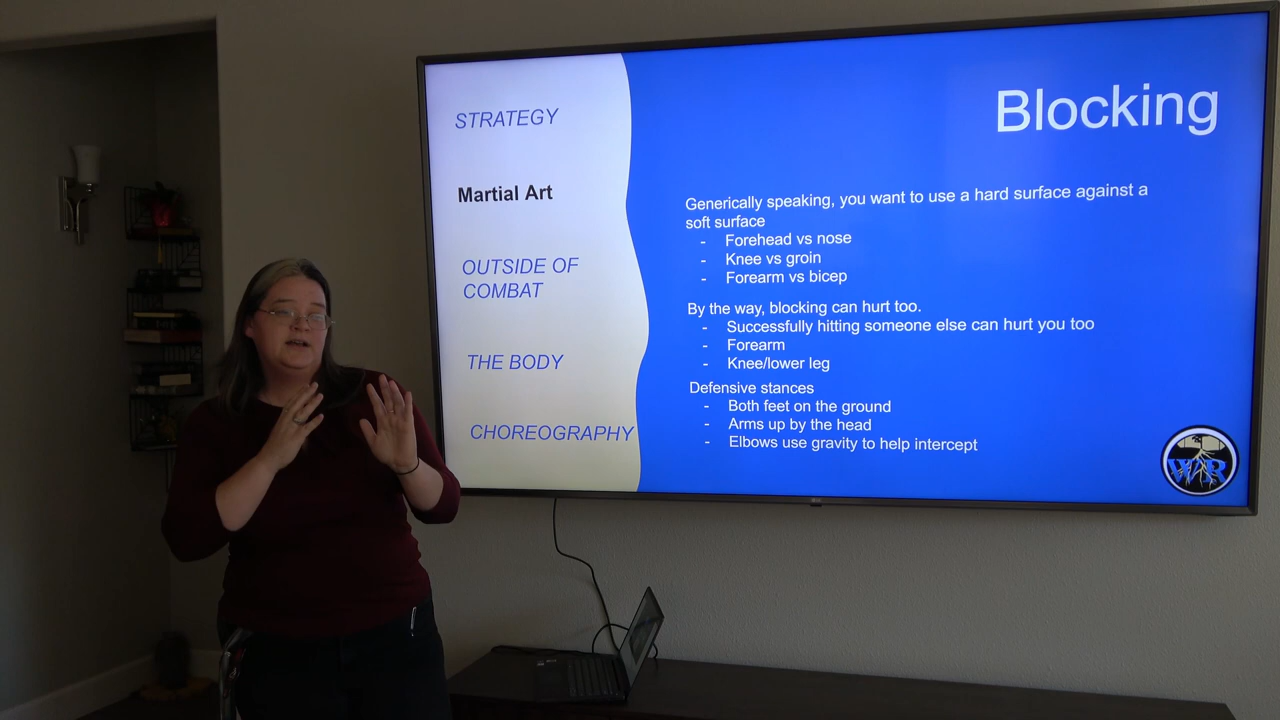 STRATEGY
Martial Art
OUTSIDE OF
COMBAT
THE BODY
CHOREOGRAPHY
Blocking
Generically speaking, you want to use a hard surface against a
soft surface
- Forehead vs nose
- Knee vs groin
- Forearm vs bicep
By the way, blocking can hurt too.
- Successfully hitting someone else can hurt you too
- Forearm
- Knee/lower leg
Defensive stances
- Both feet on the ground
- Arms up by the head
- Elbows use gravity to help intercept
WR